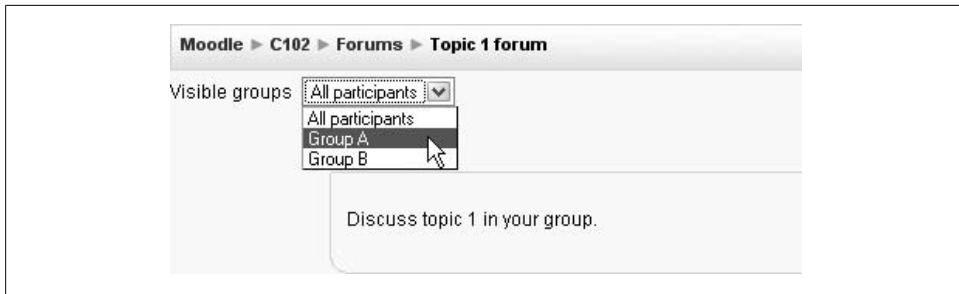 Moodle ▶ C102 ▶ Forums ▶ Topic 1 forum
Visible groups All participants
All participants
Group A
Group B
Discuss topic 1 in your group.